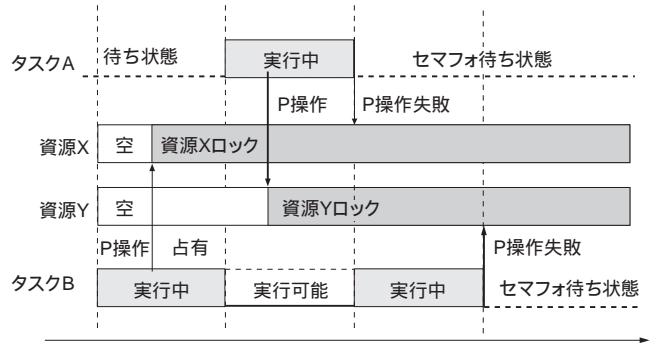 タスクA
待ち状態
実行中
セマフォ待ち状態
P操作
P操作失敗
資源X
空
資源Xロック
資源Y
空
資源Yロック
P操作
占有
P操作失敗
タスクB
実行中
実行可能
実行中
セマフォ待ち状態